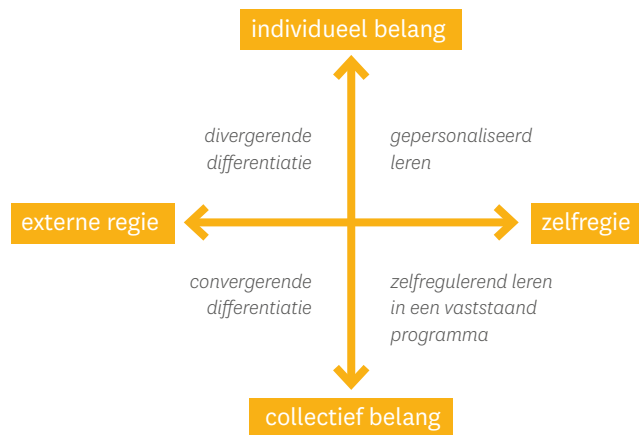 individueel belang
divergerende
differentiatie
gepersonaliseerd
leren
externe regie
zelfregie
convergerende
differentiatie
zelfregulerend leren
in een vaststaand
programma
collectief belang